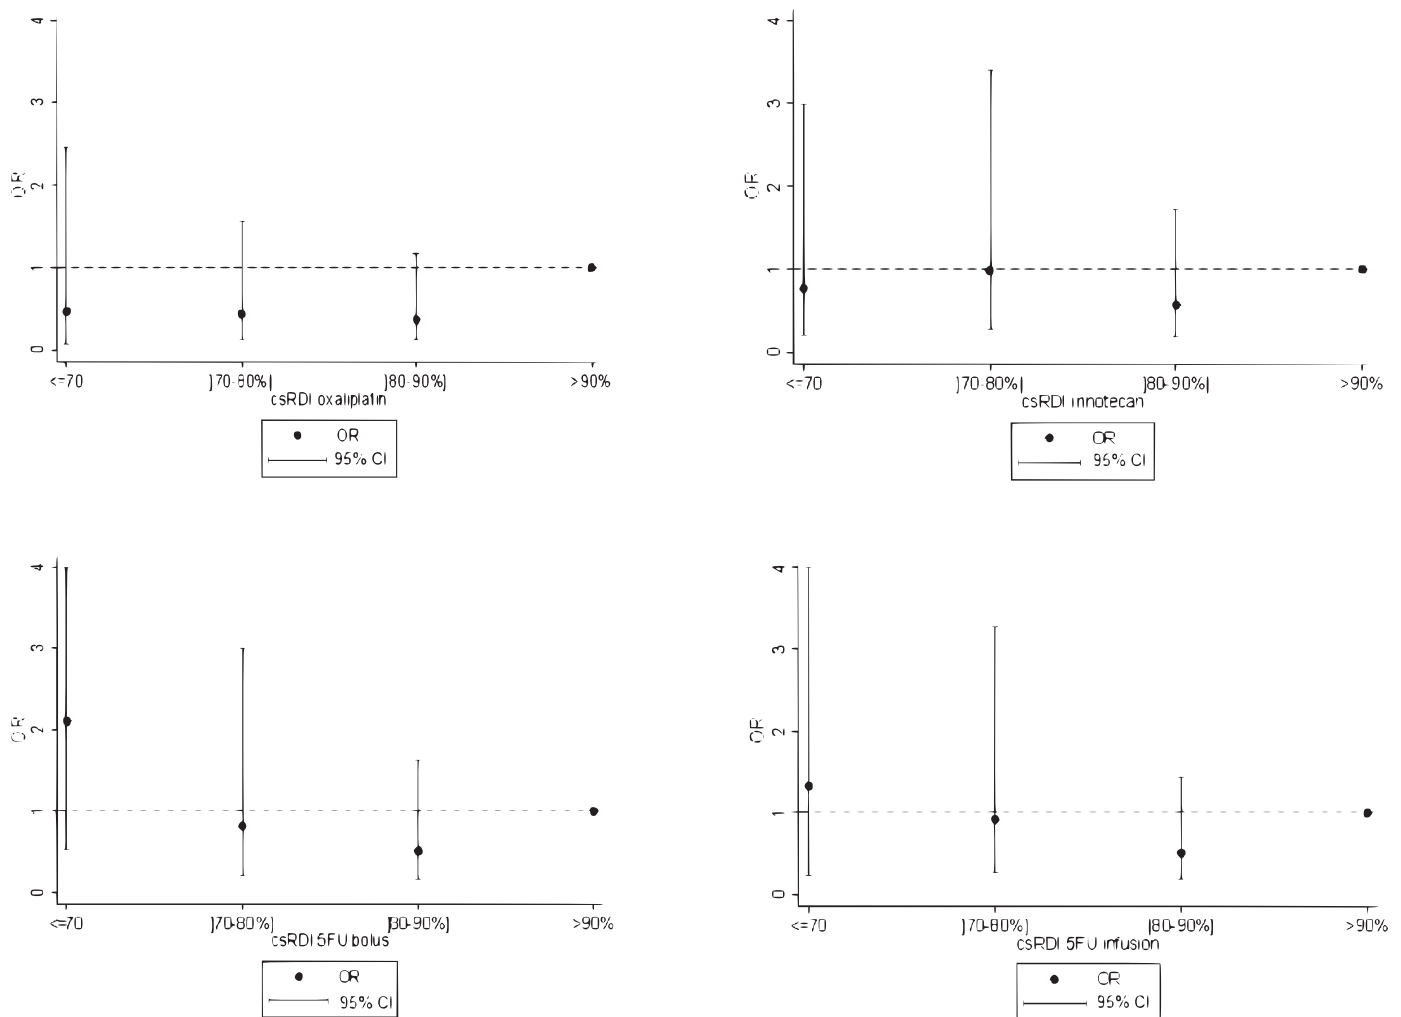 4
3
2
1
0
OR
<=70
]70-80%]
]80-90%]
>90%
csRDI oxaliplatin
OR
95% CI
4
3
2
1
0
OR
<=70
]70-80%]
]80-90%]
>90%
csRDI irinotecan
OR
95% CI
4
3
2
1
0
OR
<=70
]70-80%]
]80-90%]
>90%
csRDI 5FU bolus
OR
95% CI
4
3
2
1
0
OR
<=70
]70-80%]
]80-90%]
>90%
csRDI 5FU infusion
OR
95% CI